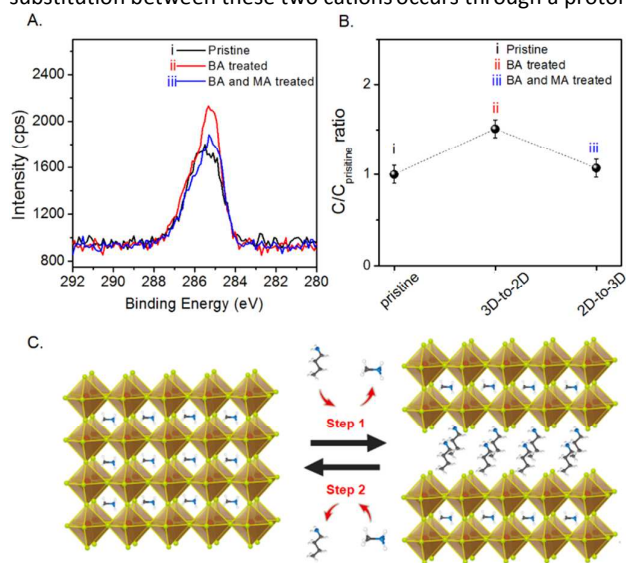 substitution between these two cations occurs through a proton
A.
i Pristine
ii BA treated
iii BA and MA treated
2400
2000
1600
1200
800
Intensity (cps)
292 290 288 286 284 282 280
Binding Energy (eV)
B.
i Pristine
ii BA treated
iii BA and MA treated
2
1
0
C/Cprisitine ratio
i
ii
iii
pristine
3D-to-2D
2D-to-3D
C.
Step 1
Step 2